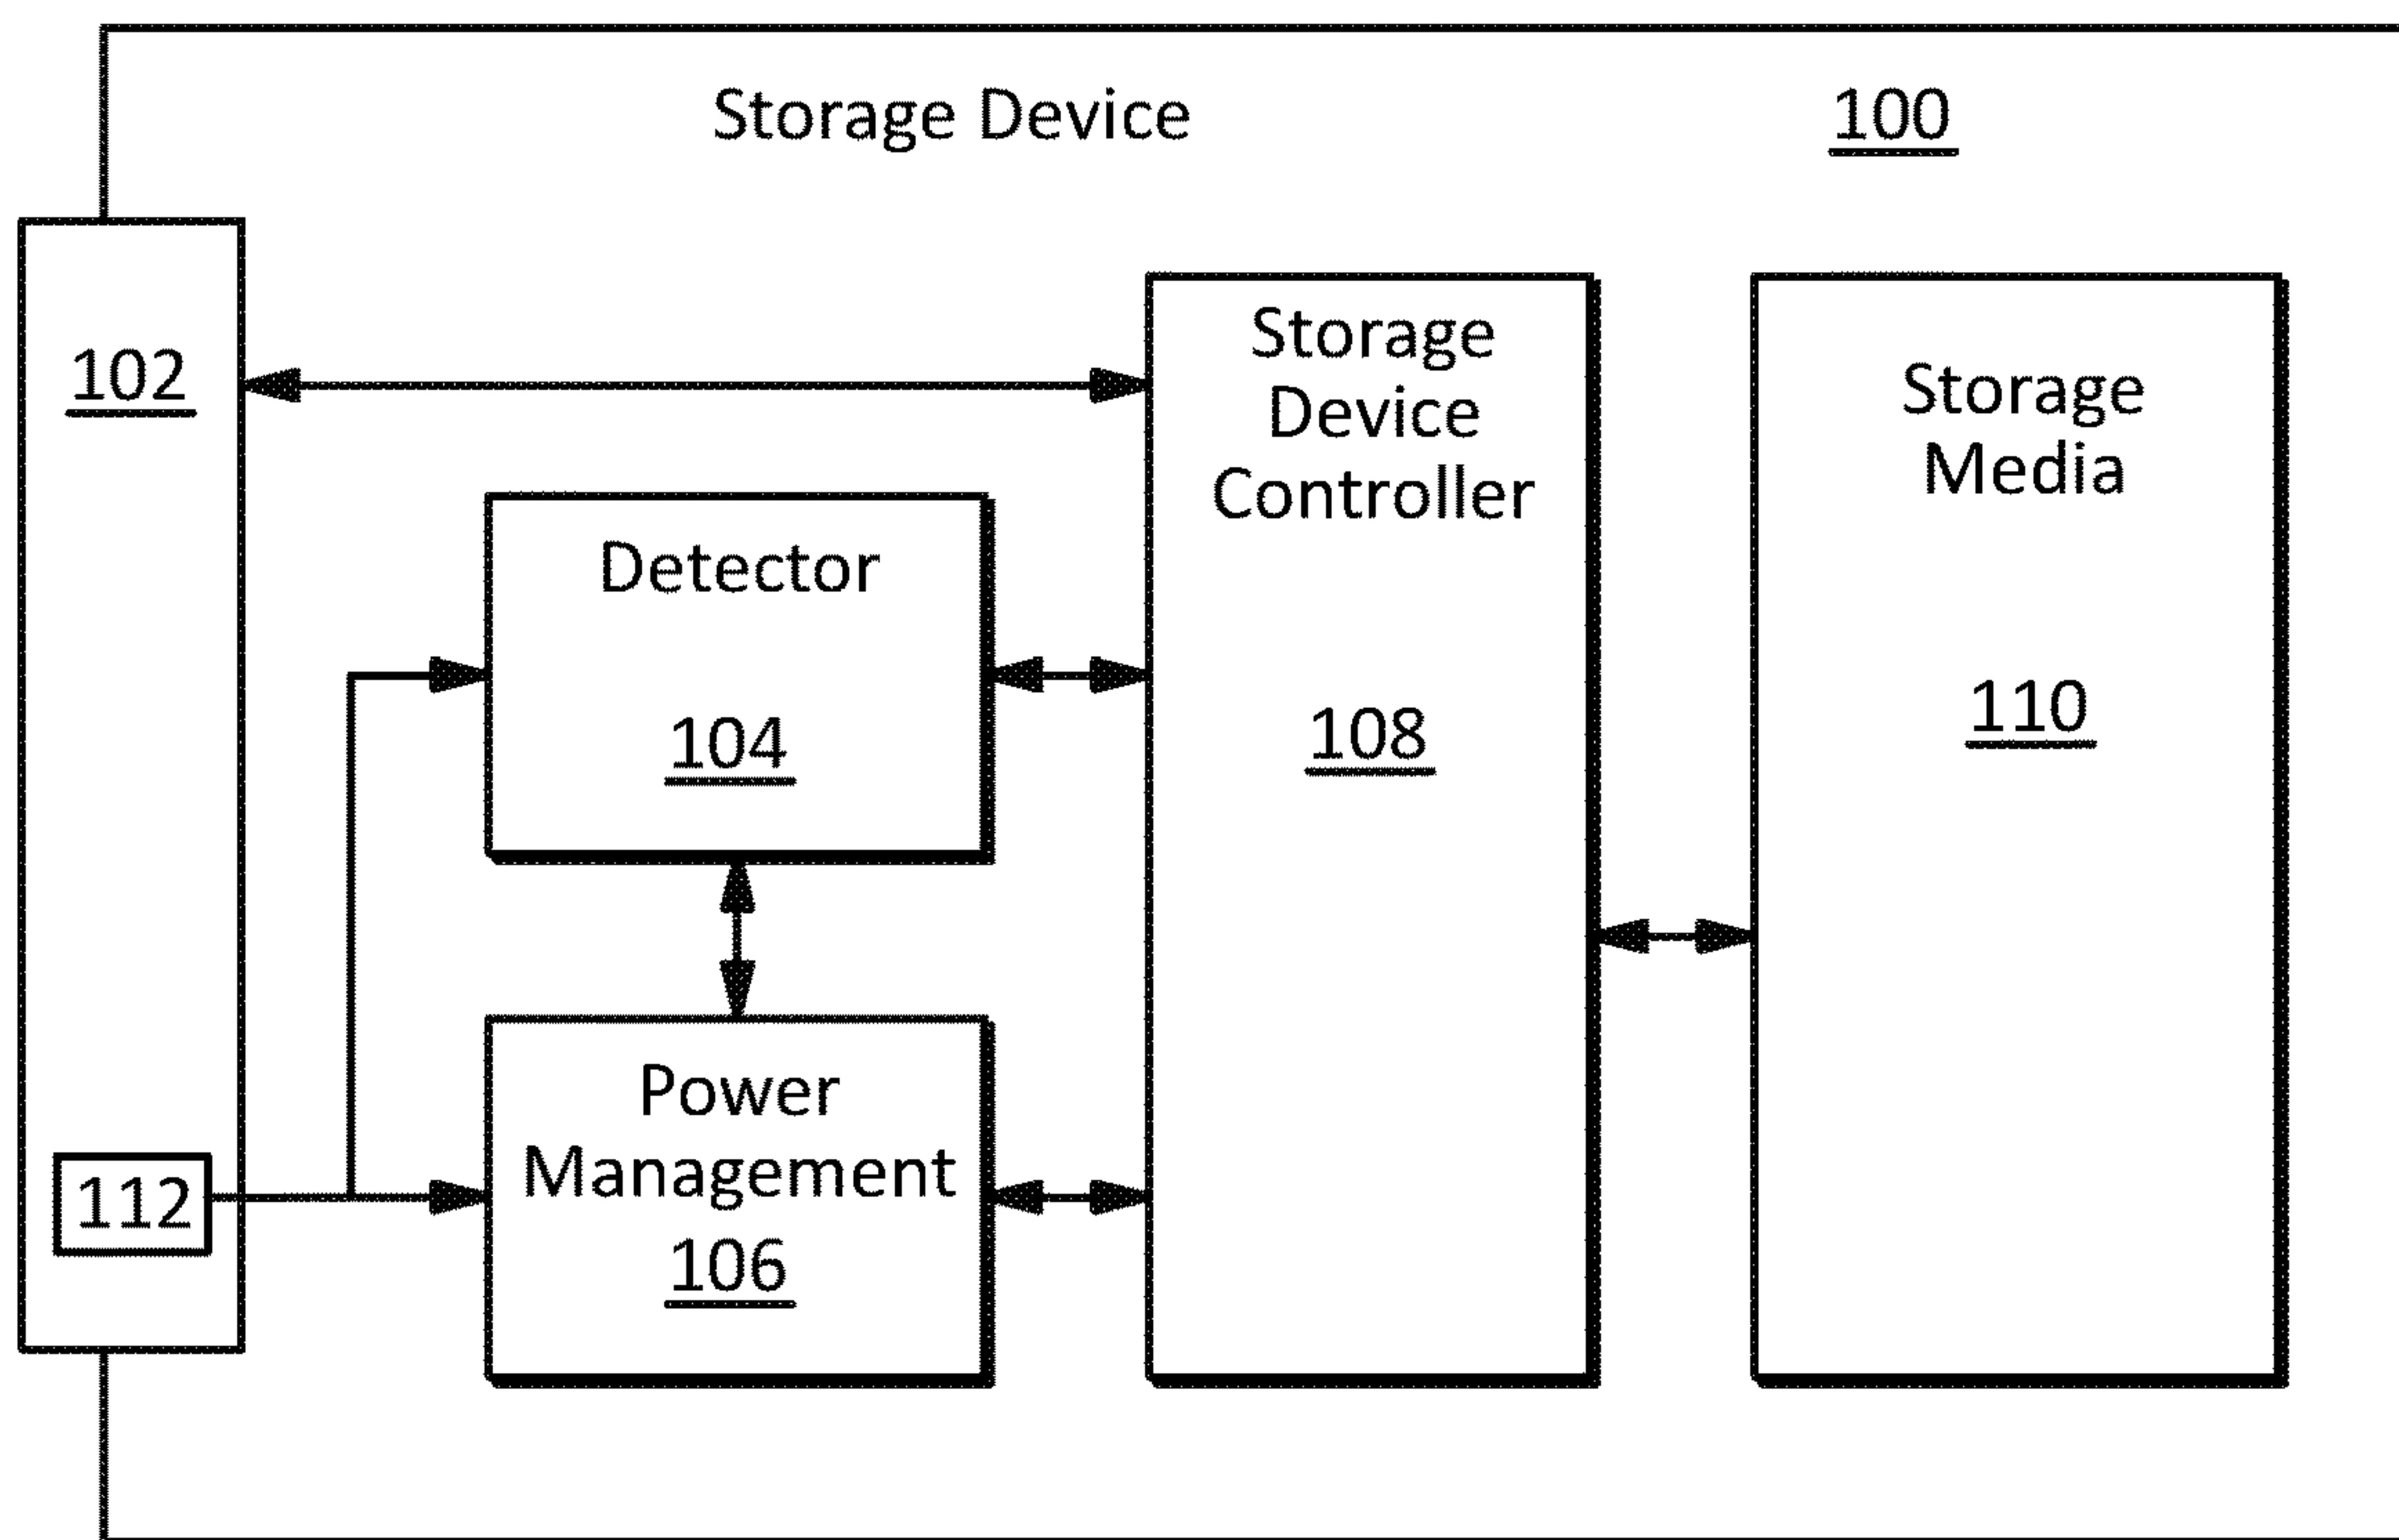 Storage Device
100
102
Storage
Device
Controller
108
Storage
Media
110
Detector
104
Power
Management
106
112